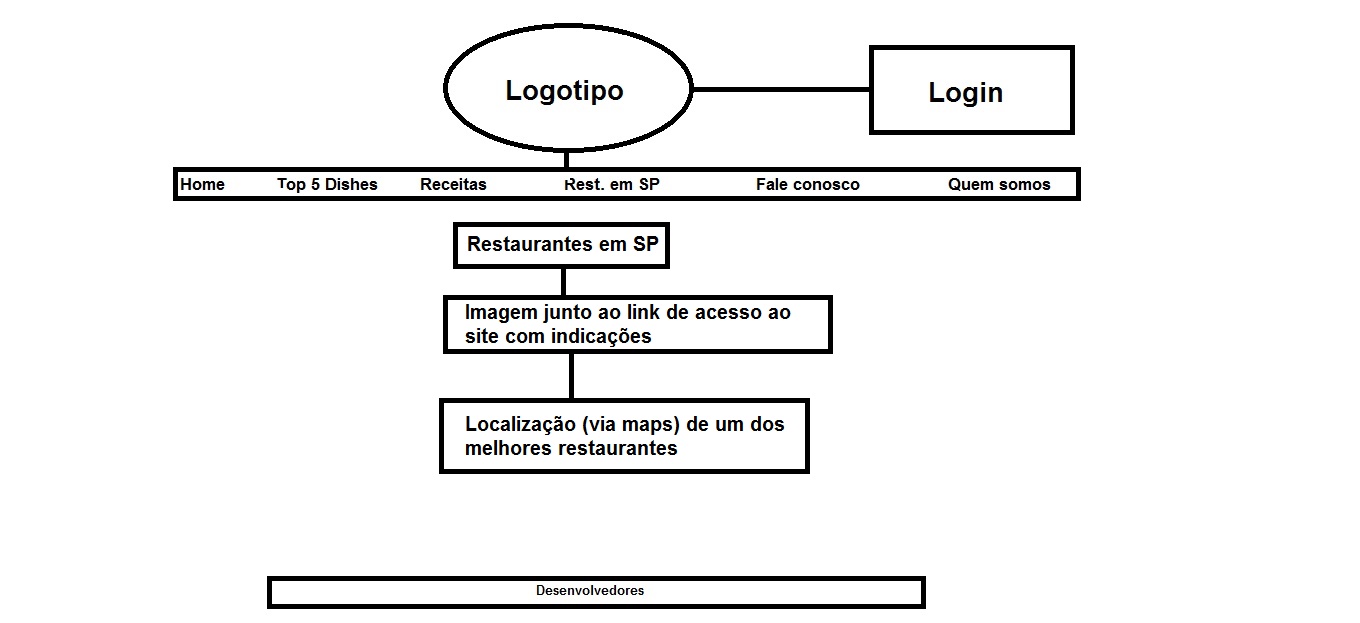 Logotipo
Login
Home Top 5 Dishes Receitas Rest. em SP Fale conosco Quem somos
Restaurantes em SP
Imagem junto ao link de acesso ao
site com indicações
Localização (via maps) de um dos
melhores restaurantes
Desenvolvedores